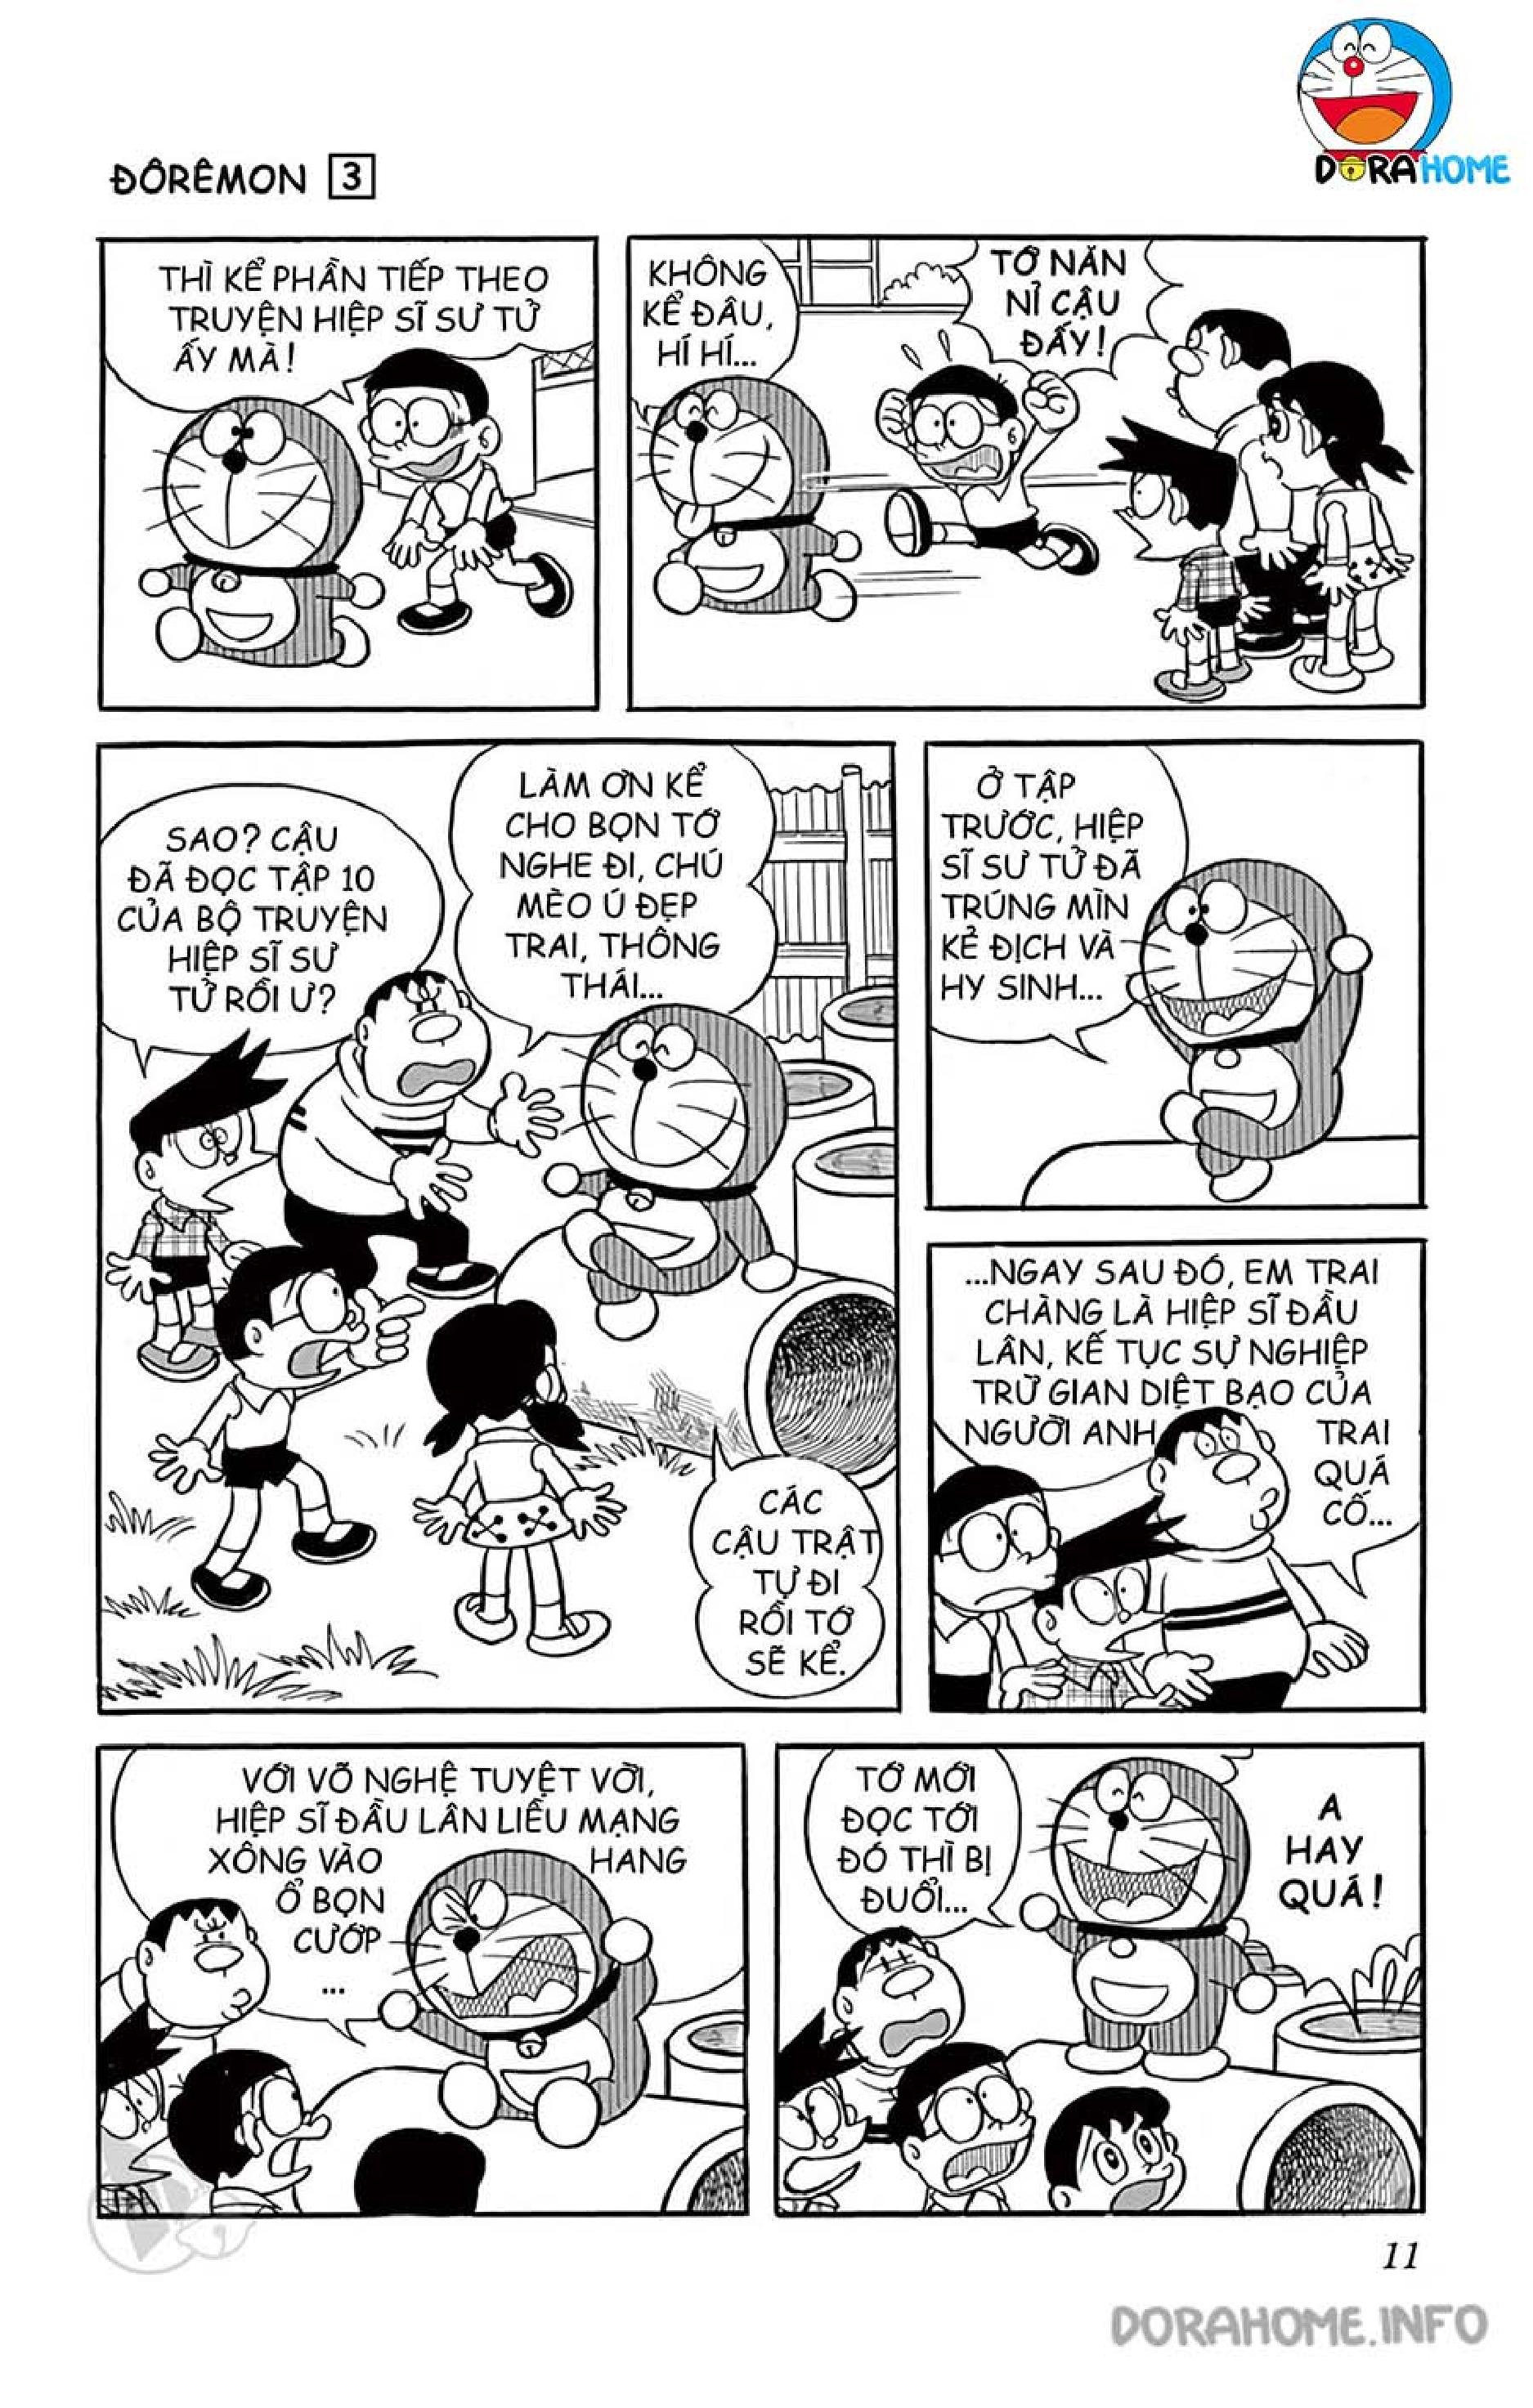 DORAHOME
ĐÔRÊMON 3
THÌ KỂ PHẦN TIẾP THEO
TRUYỆN HIỆP SĨ SƯ TỬ
ẤY MÀ!
KHÔNG
KỂ ĐÂU,
HÍ HÍ...
TỚ NĂN
NỈ CẬU
ĐẤY!
SAO? CẬU
ĐÃ ĐỌC TẬP 10
CỦA BỘ TRUYỆN
HIỆP SĨ SƯ
TỬ RỒI Ư?
LÀM ƠN KỂ
CHO BỌN TỚ
NGHE ĐI, CHÚ
MÈO Ú ĐẸP
TRAI, THÔNG
THÁI...
CÁC
CẬU TRẬT
TỰ ĐI
RỒI TỚ
SẼ KỂ.
Ở TẬP
TRƯỚC, HIỆP
SĨ SƯ TỬ ĐÃ
TRÚNG MÌN
KẺ ĐỊCH VÀ
HY SINH...
...NGAY SAU ĐÓ, EM TRAI
CHÀNG LÀ HIỆP SĨ ĐẦU
LÂN, KẾ TỤC SỰ NGHIỆP
TRỪ GIAN DIỆT BẠO CỦA
NGƯỜI ANH TRAI
QUÁ
CỐ...
VỚI VÕ NGHỆ TUYỆT VỜI,
HIỆP SĨ ĐẦU LÂN LIỀU MẠNG
XÔNG VÀO HANG
Ổ BỌN
CƯỚP
...
TỚ MỚI
ĐỌC TỚI
ĐÓ THÌ BỊ
ĐUỔI...
A
HAY
QUÁ!
11
DORAHOME.INFO